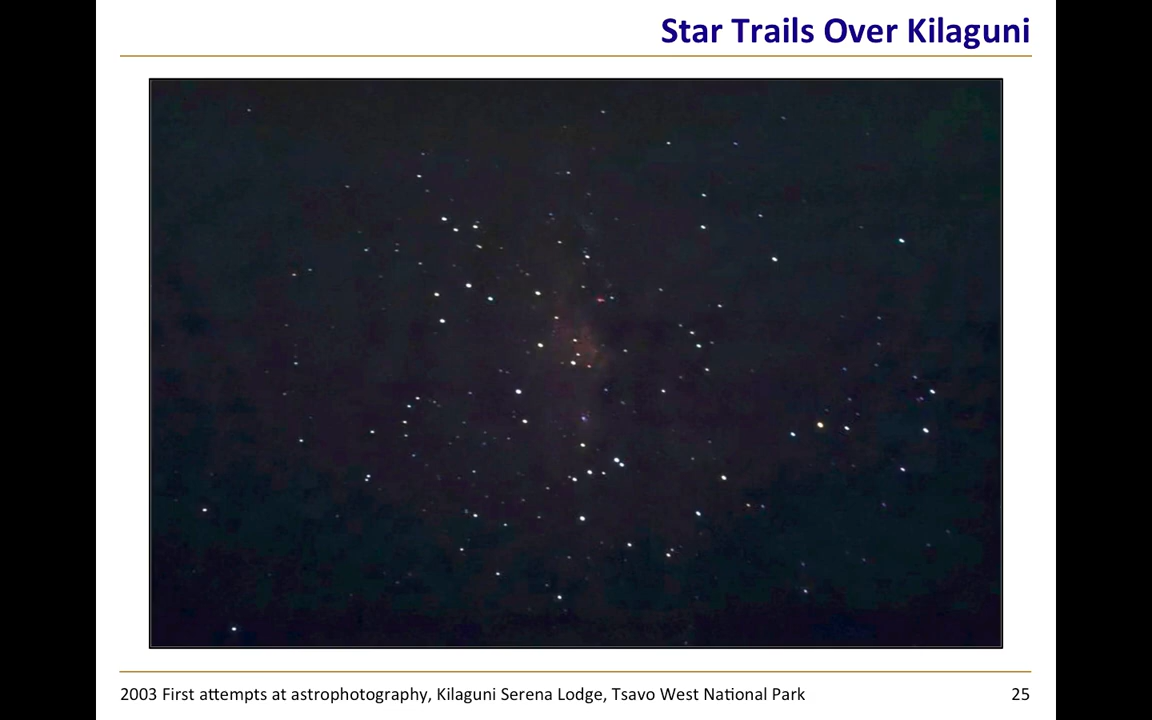 Star Trails Over Kilaguni
2003 First attempts at astrophotography, Kilaguni Serena Lodge, Tsavo West National Park 25